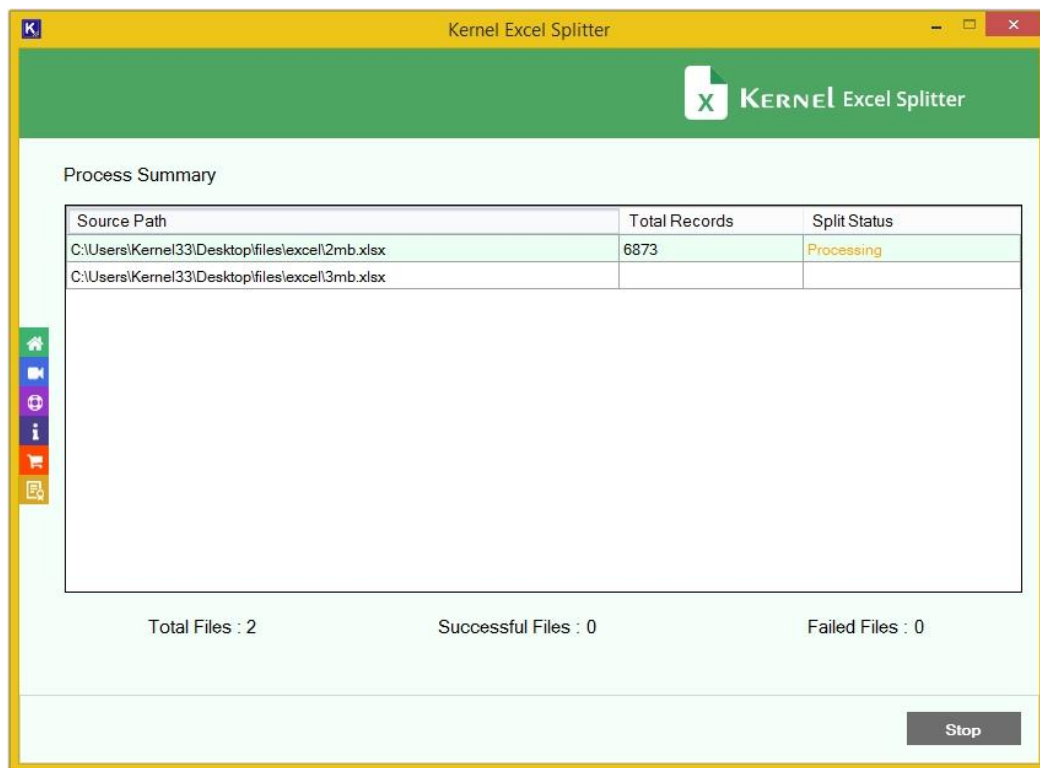 Kernel Excel Splitter
KERNEL Excel Splitter
Process Summary
Source Path Total Records Split Status
C:\Users\Kernel33\Desktop\files\excel\2mb.xlsx 6873 Processing
C:\Users\Kernel33\Desktop\files\excel\3mb.xlsx
Total Files : 2 Successful Files : 0 Failed Files : 0
Stop